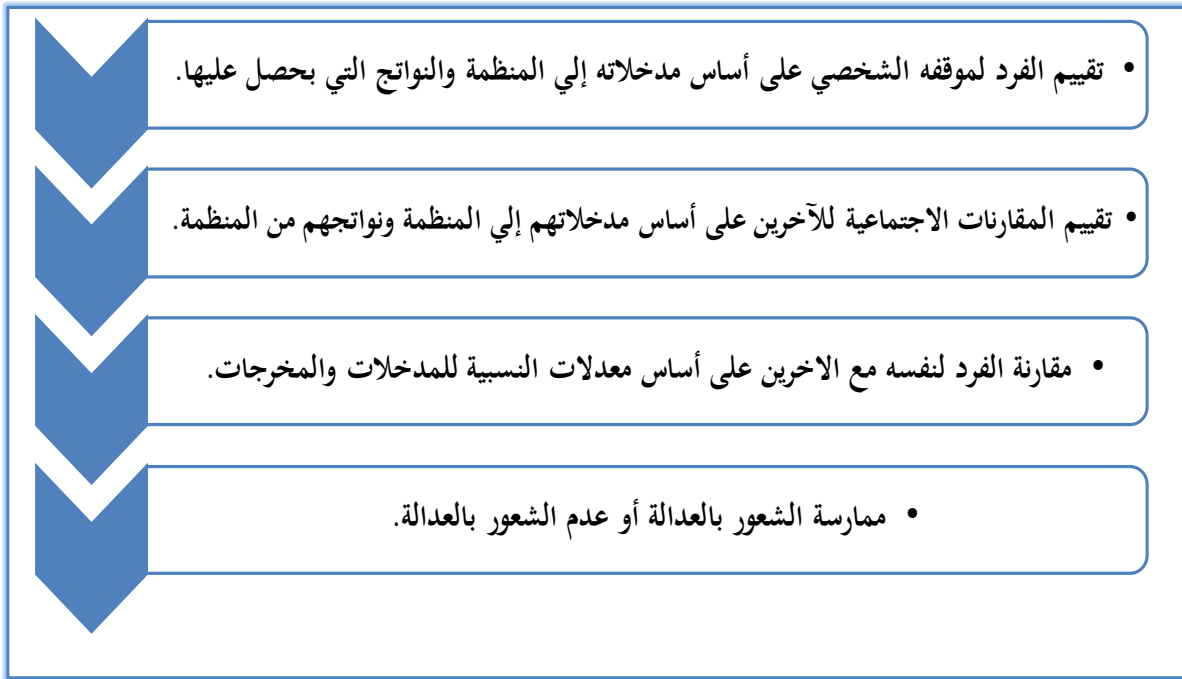 • تقييم الفرد لموقفه الشخصي على أساس مدخلاته إلي المنظمة والنواتج التي بحصل عليها.
• تقييم المقارنات الاجتماعية للآخرين على أساس مدخلاتهم إلي المنظمة ونواتجهم من المنظمة.
• مقارنة الفرد لنفسه مع الاخرين على أساس معدلات النسبية للمدخلات والمخرجات.
• ممارسة الشعور بالعدالة أو عدم الشعور بالعدالة.